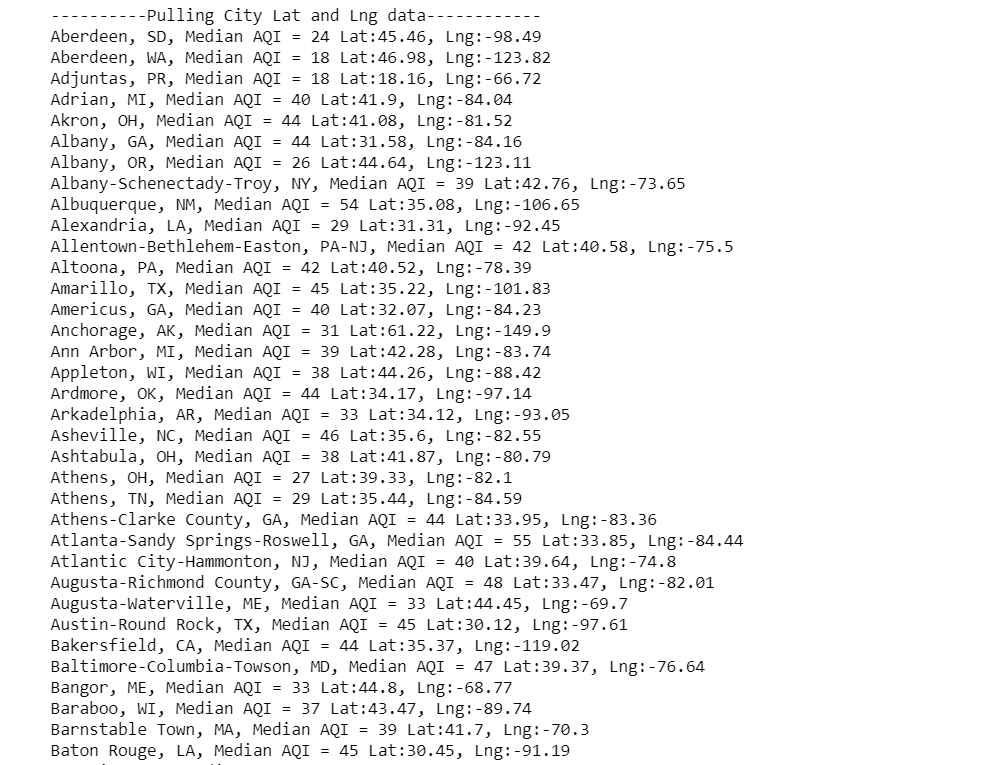 ----------Pulling City Lat and Lng data------------
Aberdeen, SD, Median AQI = 24 Lat:45.46, Lng:-98.49
Aberdeen, WA, Median AQI = 18 Lat:46.98, Lng:-123.82
Adjuntas, PR, Median AQI = 18 Lat:18.16, Lng:-66.72
Adrian, MI, Median AQI = 40 Lat:41.9, Lng:-84.04
Akron, OH, Median AQI = 44 Lat:41.08, Lng:-81.52
Albany, GA, Median AQI = 44 Lat:31.58, Lng:-84.16
Albany, OR, Median AQI = 26 Lat:44.64, Lng:-123.11
Albany-Schenectady-Troy, NY, Median AQI = 39 Lat:42.76, Lng:-73.65
Albuquerque, NM, Median AQI = 54 Lat:35.08, Lng:-106.65
Alexandria, LA, Median AQI = 29 Lat:31.31, Lng:-92.45
Allentown-Bethlehem-Easton, PA-NJ, Median AQI = 42 Lat:40.58, Lng:-75.5
Altoona, PA, Median AQI = 42 Lat:40.52, Lng:-78.39
Amarillo, TX, Median AQI = 45 Lat:35.22, Lng:-101.83
Americus, GA, Median AQI = 40 Lat:32.07, Lng:-84.23
Anchorage, AK, Median AQI = 31 Lat:61.22, Lng:-149.9
Ann Arbor, MI, Median AQI = 39 Lat:42.28, Lng:-83.74
Appleton, WI, Median AQI = 38 Lat:44.26, Lng:-88.42
Ardmore, OK, Median AQI = 44 Lat:34.17, Lng:-97.14
Arkadelphia, AR, Median AQI = 33 Lat:34.12, Lng:-93.05
Asheville, NC, Median AQI = 46 Lat:35.6, Lng:-82.55
Ashtabula, OH, Median AQI = 38 Lat:41.87, Lng:-80.79
Athens, OH, Median AQI = 27 Lat:39.33, Lng:-82.1
Athens, TN, Median AQI = 29 Lat:35.44, Lng:-84.59
Athens-Clarke County, GA, Median AQI = 44 Lat:33.95, Lng:-83.36
Atlanta-Sandy Springs-Roswell, GA, Median AQI = 55 Lat:33.85, Lng:-84.44
Atlantic City-Hammonton, NJ, Median AQI = 40 Lat:39.64, Lng:-74.8
Augusta-Richmond County, GA-SC, Median AQI = 48 Lat:33.47, Lng:-82.01
Augusta-Waterville, ME, Median AQI = 33 Lat:44.45, Lng:-69.7
Austin-Round Rock, TX, Median AQI = 45 Lat:30.12, Lng:-97.61
Bakersfield, CA, Median AQI = 44 Lat:35.37, Lng:-119.02
Baltimore-Columbia-Towson, MD, Median AQI = 47 Lat:39.37, Lng:-76.64
Bangor, ME, Median AQI = 33 Lat:44.8, Lng:-68.77
Baraboo, WI, Median AQI = 37 Lat:43.47, Lng:-89.74
Barnstable Town, MA, Median AQI = 39 Lat:41.7, Lng:-70.3
Baton Rouge, LA, Median AQI = 45 Lat:30.45, Lng:-91.19